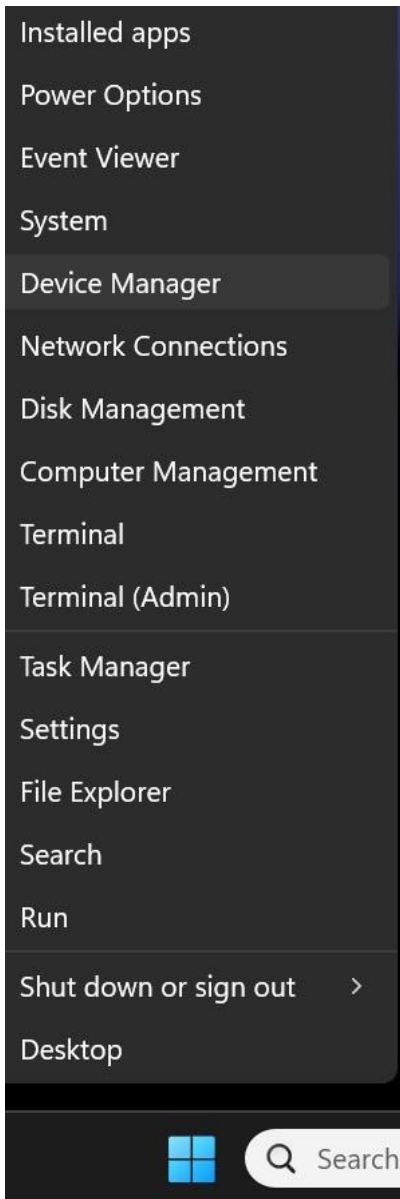 Installed apps
Power Options
Event Viewer
System
Device Manager
Network Connections
Disk Management
Computer Management
Terminal
Terminal (Admin)
Task Manager
Settings
File Explorer
Search
Run
Shut down or sign out
Desktop
Search